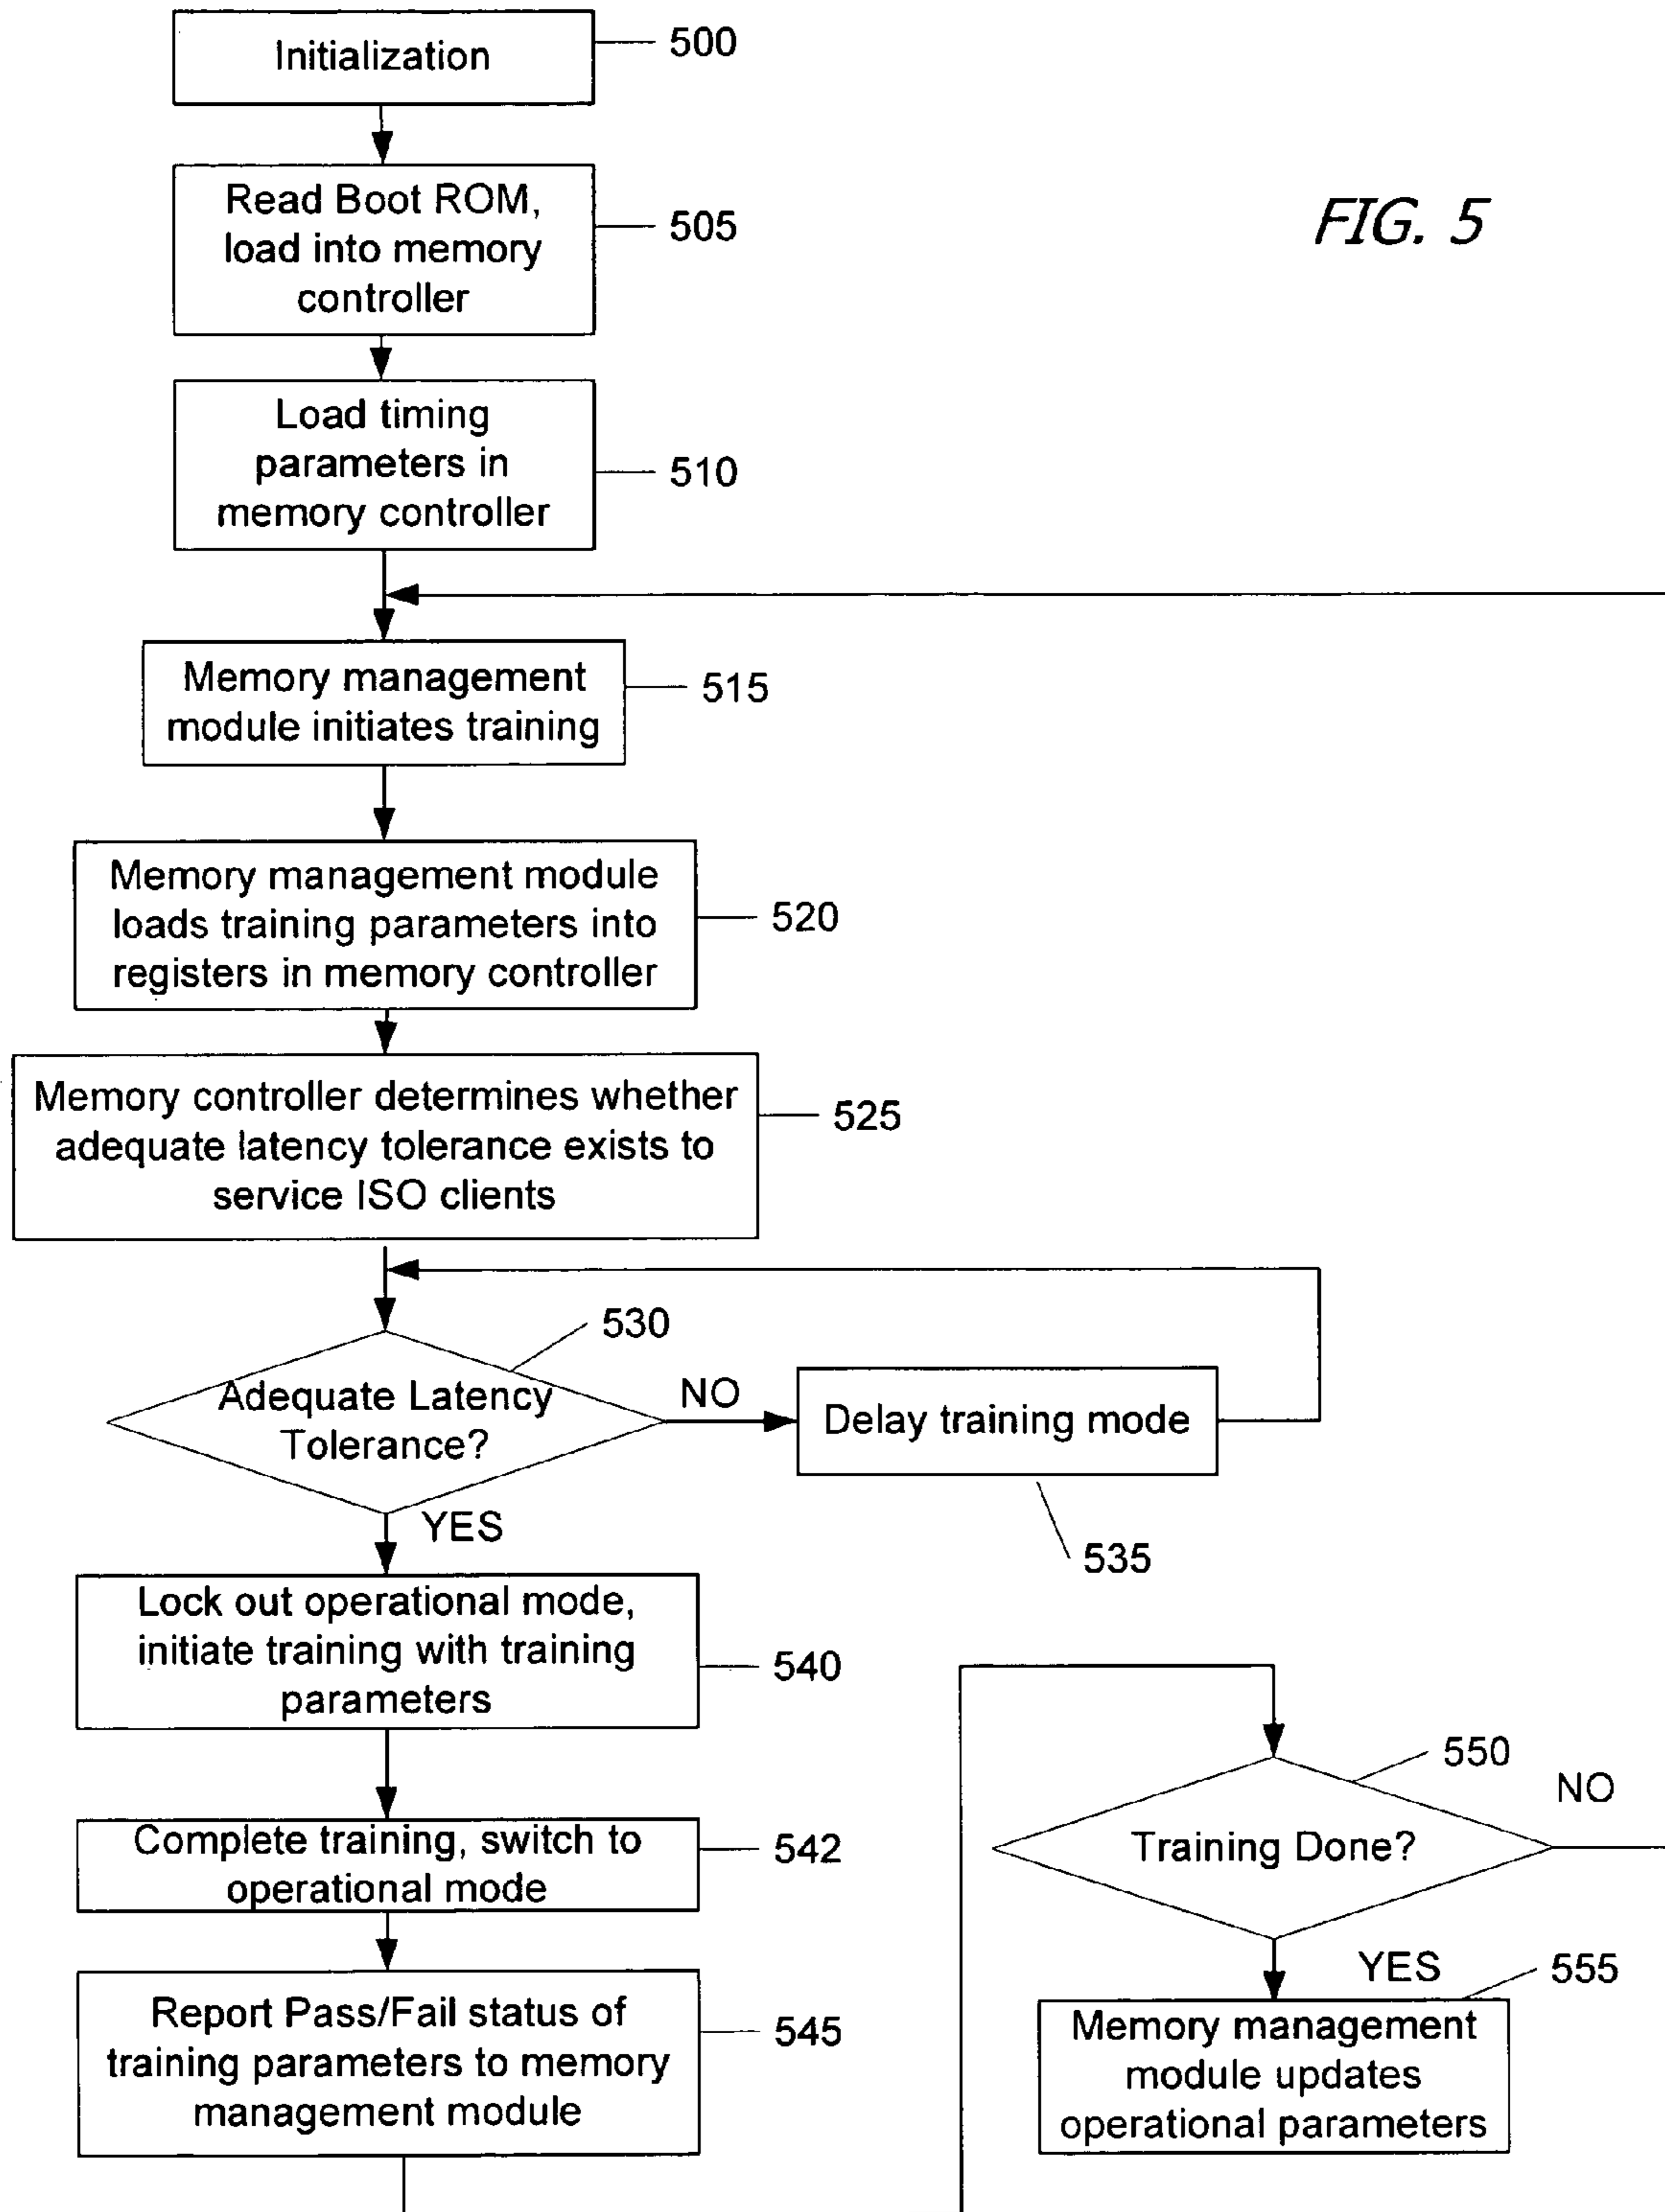 Initialization
500
Read Boot ROM,
load into memory
controller
505
FIG. 5
Load timing
parameters in
memory controller
510
Memory management
module initiates training
515
Memory management module
loads training parameters into
registers in memory controller
520
Memory controller determines whether
adequate latency tolerance exists to
service ISO clients
525
530
Adequate Latency
Tolerance?
NO
Delay training mode
535
YES
Lock out operational mode,
initiate training with training
parameters
540
Complete training, switch to
operational mode
542
Report Pass/Fail status of
training parameters to memory
management module
545
550
NO
Training Done?
YES
555
Memory management
module updates
operational parameters